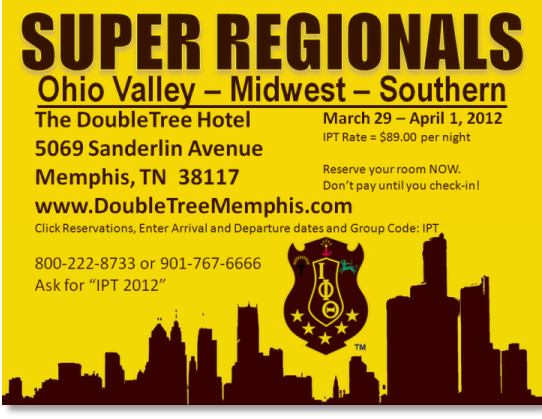 SUPER REGIONALS
Ohio Valley – Midwest – Southern
The DoubleTree Hotel
5069 Sanderlin Avenue
Memphis, TN 38117
www.DoubleTreeMemphis.com
March 29 – April 1, 2012
IPT Rate = $89.00 per night
Reserve your room NOW.
Don't pay until you check-in!
Click Reservations, Enter Arrival and Departure dates and Group Code: IPT
800-222-8733 or 901-767-6666
Ask for “IPT 2012”
Ι
Φ
Θ
TM